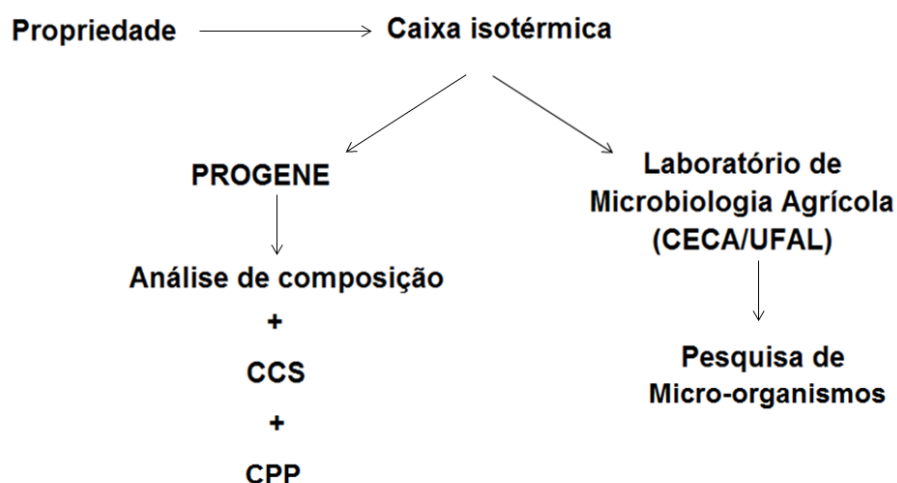 Propriedade
Caixa isotérmica
PROGENE
Análise de composição
+
CCS
+
CPP
Laboratório de
Microbiologia Agrícola
(CECA/UFAL)
Pesquisa de
Micro-organismos